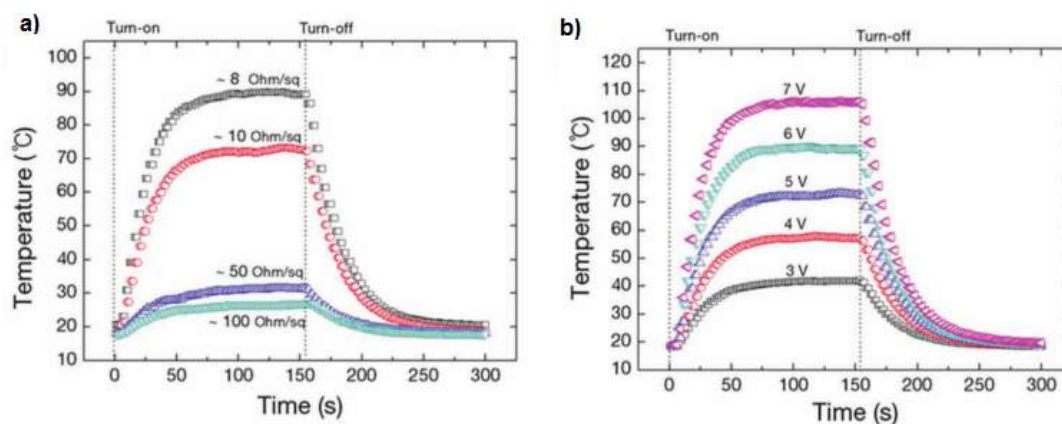 a)
Turn-on
Turn-off
100
90
80
70
60
50
40
30
20
10
~ 8 Ohm/sq
~ 10 Ohm/sq
~ 50 Ohm/sq
~ 100 Ohm/sq
Temperature (℃)
0 50 100 150 200 250 300
Time (s)
b)
Turn-on
Turn-off
120
110
100
90
80
70
60
50
40
30
20
10
7 V
6 V
5 V
4 V
3 V
Temperature (℃)
0 50 100 150 200 250 300
Time (s)